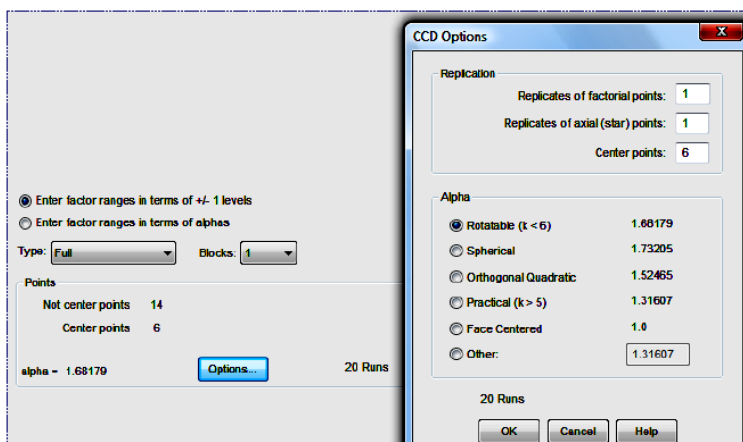 Enter factor ranges in terms of +/- 1 levels
Enter factor ranges in terms of alphas
Type: Full Blocks: 1
Points
Not center points 14
Center points 6
alpha = 1.68179 Options... 20 Runs
CCD Options
X
Replication
Replicates of factorial points: 1
Replicates of axial (star) points: 1
Center points: 6
Alpha
Rotatable (k < 6) 1.68179
Spherical 1.73205
Orthogonal Quadratic 1.52465
Practical (k > 5) 1.31607
Face Centered 1.0
Other: 1.31607
20 Runs
OK Cancel Help